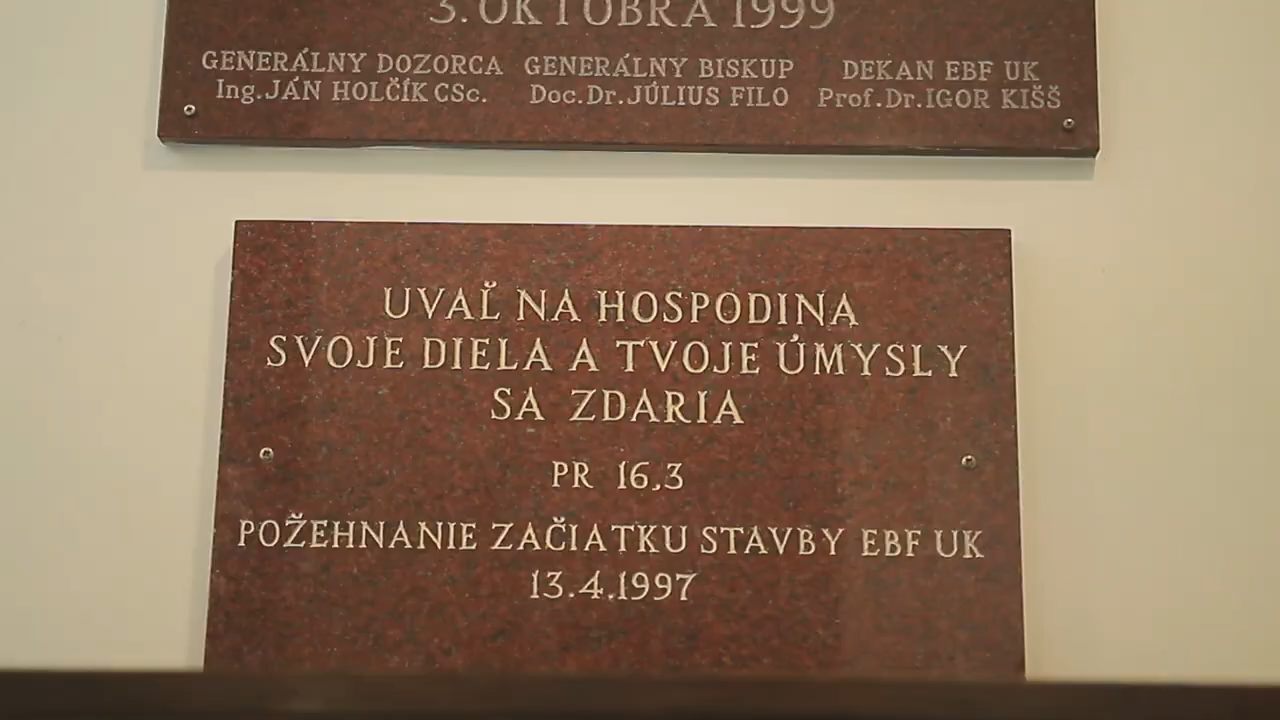 3. OKTÓBRA 1999
GENERÁLNY DOZORCA GENERÁLNY BISKUP DEKAN EBF UK
Ing. JÁN HOLČÍK CSc. Doc. Dr. JÚLIUS FILO Prof. Dr. IGOR KIŠŠ
UVAĽ NA HOSPODINA
SVOJE DIELA A TVOJE ÚMYSLY
SA ZDARIA
PR 16,3
POŽEHNANIE ZAČIATKU STAVBY EBF UK
13.4.1997